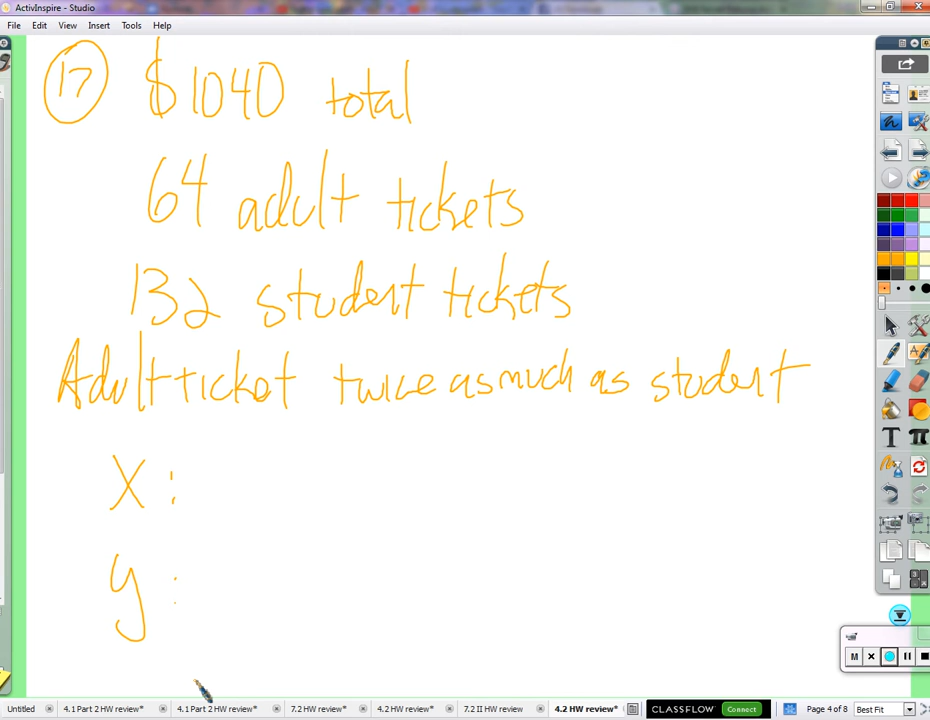 ActivInspire - Studio
File Edit View Insert Tools Help
17 $1040 total
64 adult tickets
132 student tickets
Adult ticket twice as much as student
X:
y:
M
Untitled 4.1 Part 2 HW review* 4.1 Part 2 HW review* 7.2 HW review* 4.2 HW review* 7.2 II HW review 4.2 HW review* CLASSFLOW Connect Page 4 of 8 Best Fit